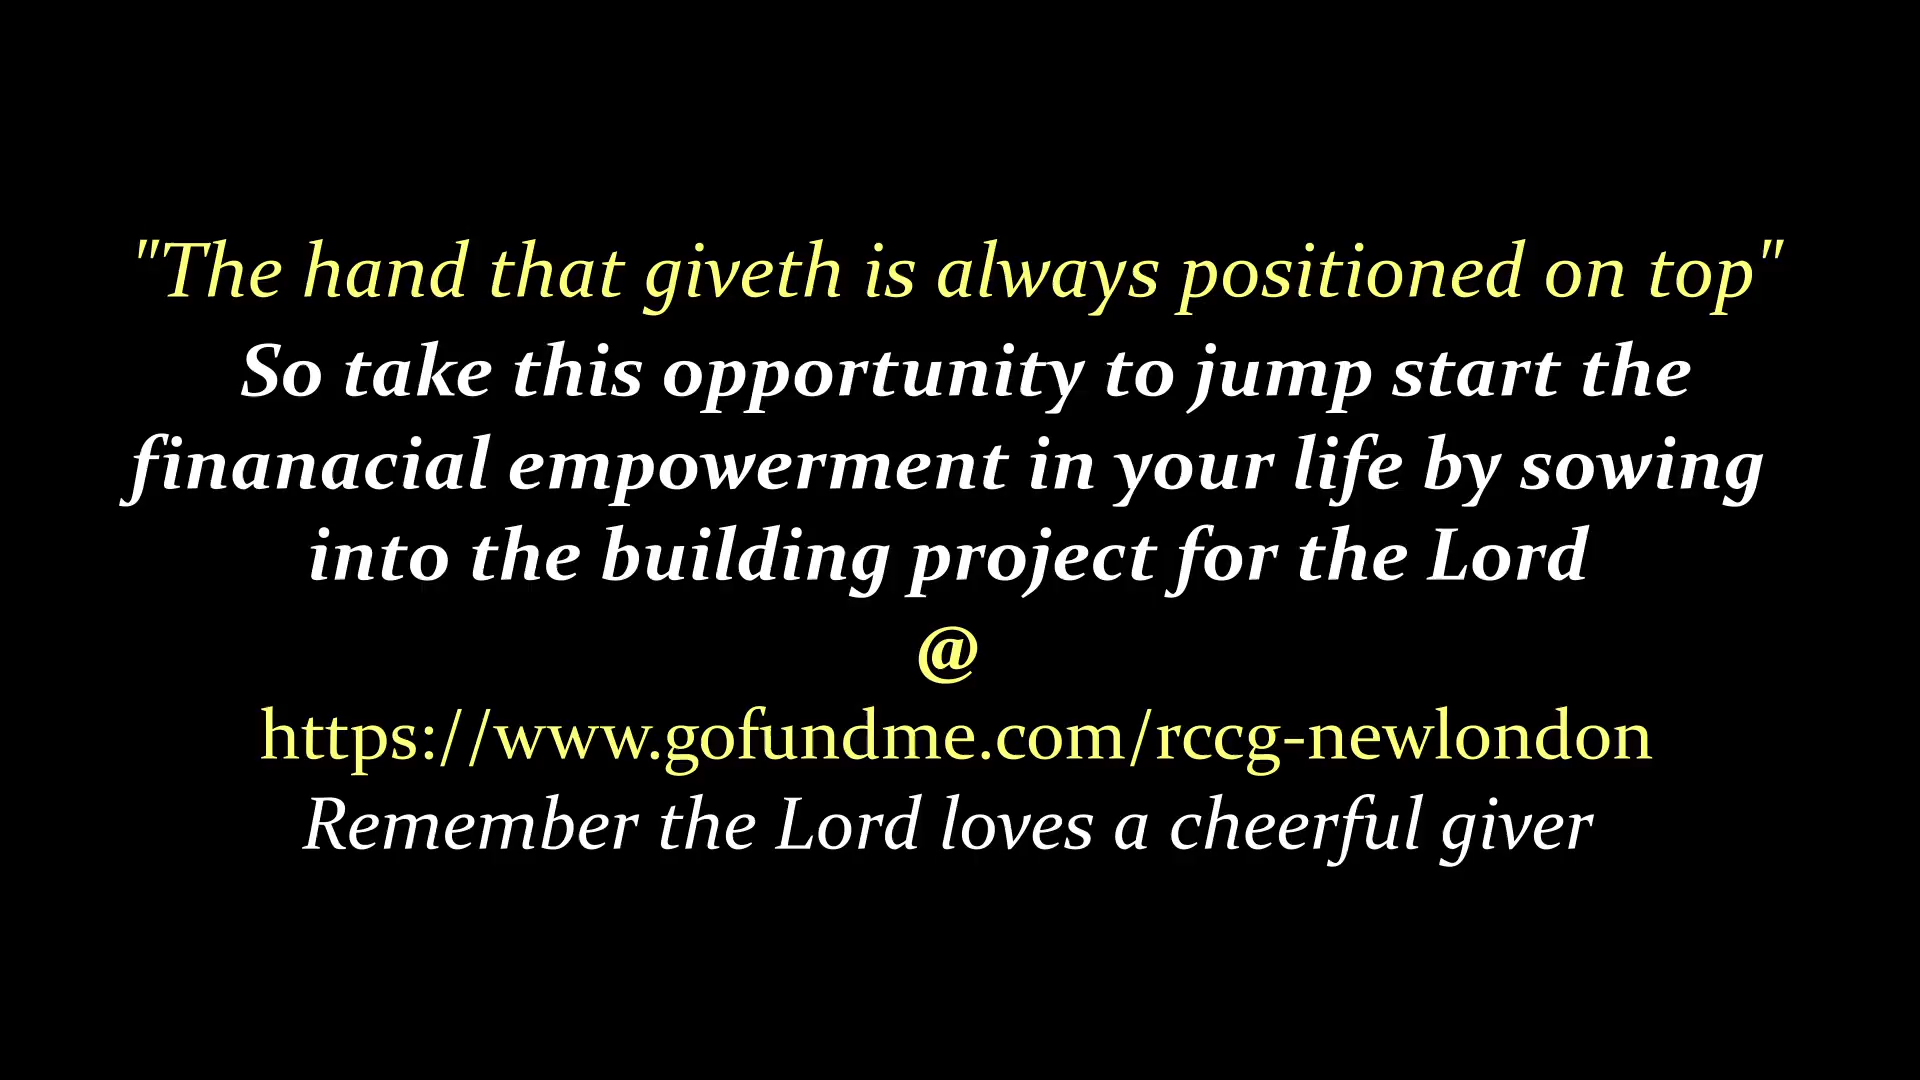 "The hand that giveth is always positioned on top"
So take this opportunity to jump start the
finanacial empowerment in your life by sowing
into the building project for the Lord
@
https://www.gofundme.com/rccg-newlondon
Remember the Lord loves a cheerful giver